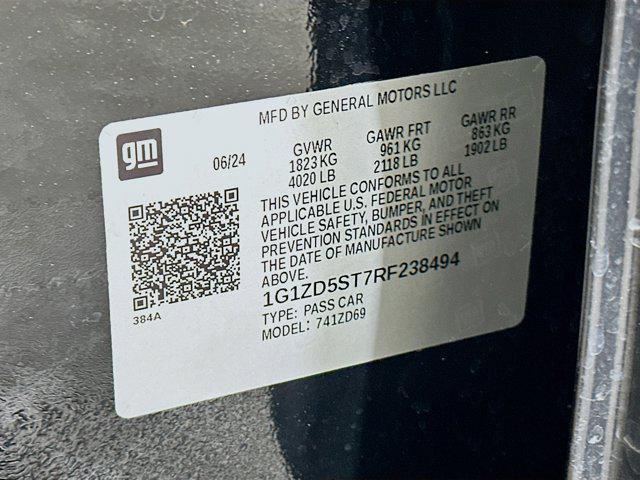 MFD BY GENERAL MOTORS LLC
gm
06/24
GVWR GAWR FRT GAWR RR
1823 KG 961 KG 863 KG
4020 LB 2118 LB 1902 LB
THIS VEHICLE CONFORMS TO ALL
APPLICABLE U.S. FEDERAL MOTOR
VEHICLE SAFETY, BUMPER, AND THEFT
PREVENTION STANDARDS IN EFFECT ON
THE DATE OF MANUFACTURE SHOWN
ABOVE.
1G1ZD5ST7RF238494
TYPE: PASS CAR
MODEL: 741ZD69
384A